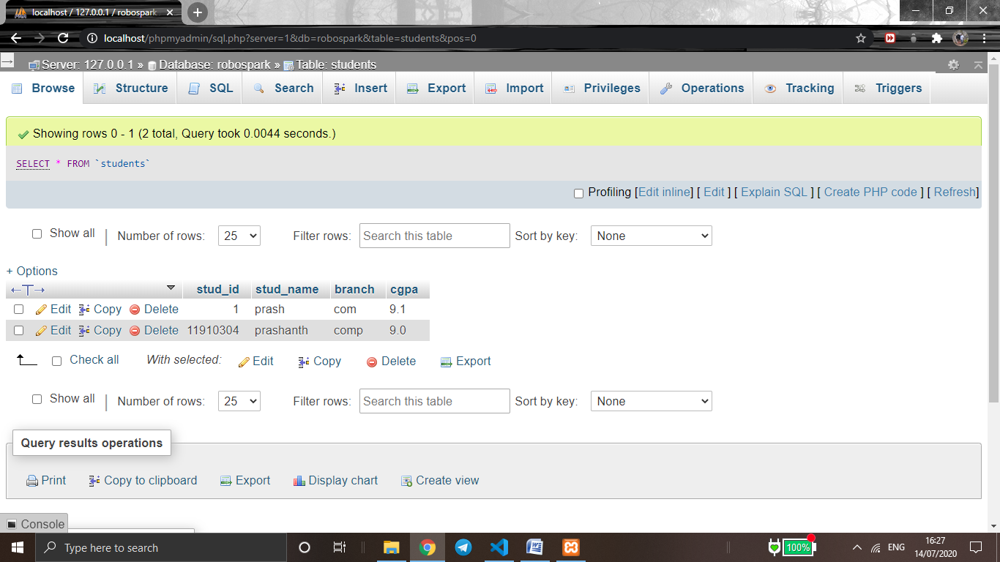 localhost / 127.0.0.1 / robospark
localhost/phpmyadmin/sql.php?server=1&db=robospark&table=students&pos=0
Server: 127.0.0.1 » Database: robospark » Table: students
Browse Structure SQL Search Insert Export Import Privileges Operations Tracking Triggers
Showing rows 0 - 1 (2 total, Query took 0.0044 seconds.)
SELECT * FROM `students`
Profiling [Edit inline] [ Edit ] [ Explain SQL ] [ Create PHP code ] [ Refresh]
Show all | Number of rows: 25 Filter rows: Search this table Sort by key: None
+ Options
←T→ stud_id stud_name branch cgpa
Edit Copy Delete 1 prash com 9.1
Edit Copy Delete 11910304 prashanth comp 9.0
Check all With selected: Edit Copy Delete Export
Show all | Number of rows: 25 Filter rows: Search this table Sort by key: None
Query results operations
Print Copy to clipboard Export Display chart Create view
Console
Type here to search 100% ENG 16:27
14/07/2020